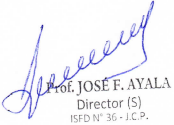 Prof. JOSÉ F. AYALA
Director (S)
ISFD N° 36 - J.C.P.